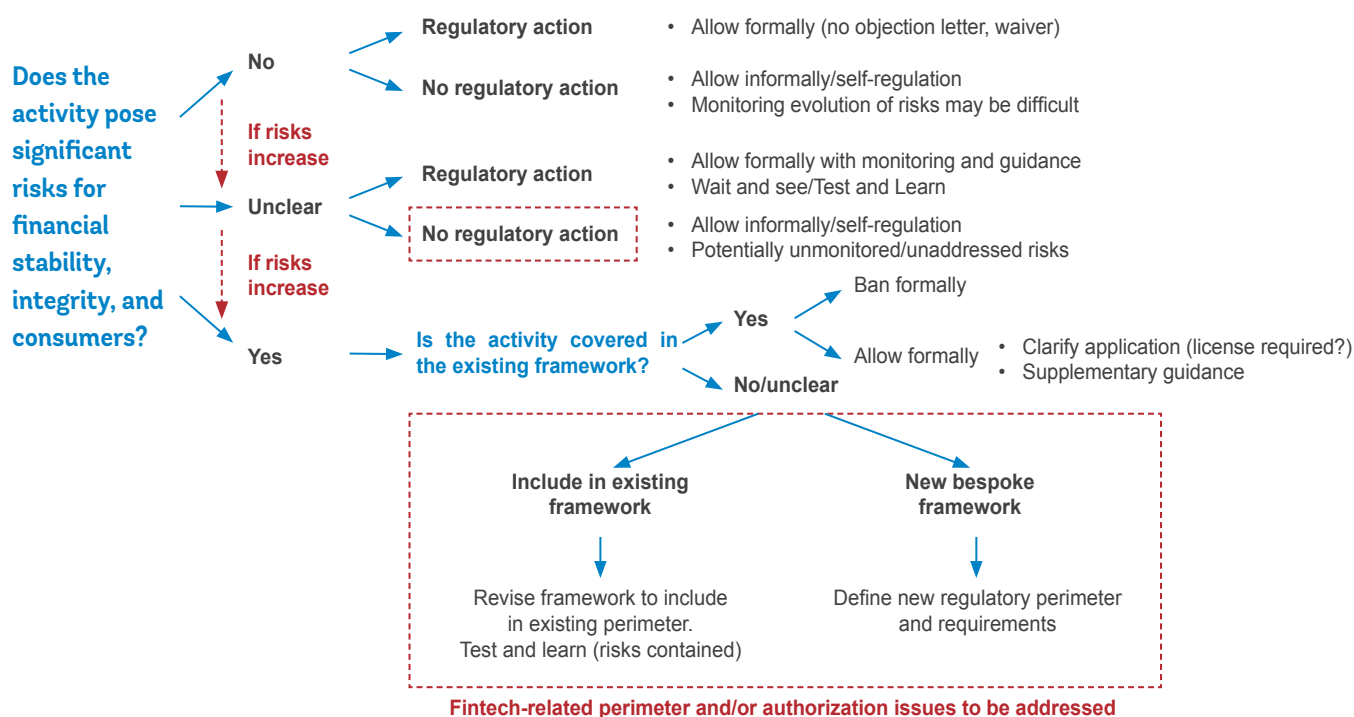 Does the
activity pose
significant
risks for
financial
stability,
integrity, and
consumers?
No
Regulatory action
• Allow formally (no objection letter, waiver)
No regulatory action
• Allow informally/self-regulation
• Monitoring evolution of risks may be difficult
If risks
increase
Unclear
Regulatory action
• Allow formally with monitoring and guidance
• Wait and see/Test and Learn
No regulatory action
• Allow informally/self-regulation
• Potentially unmonitored/unaddressed risks
If risks
increase
Yes
Is the activity covered in
the existing framework?
Yes
Ban formally
Allow formally
• Clarify application (license required?)
• Supplementary guidance
No/unclear
Include in existing
framework
Revise framework to include
in existing perimeter.
Test and learn (risks contained)
New bespoke
framework
Define new regulatory perimeter
and requirements
Fintech-related perimeter and/or authorization issues to be addressed